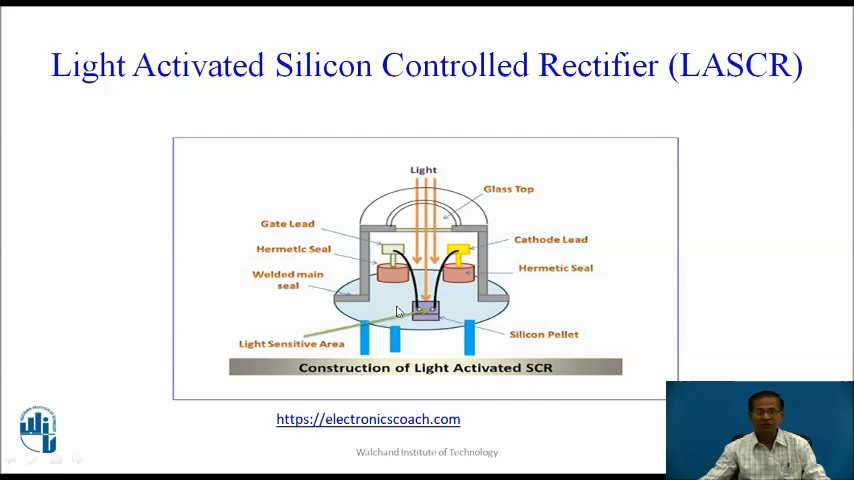 Light Activated Silicon Controlled Rectifier (LASCR)
Light
Glass Top
Gate Lead
Cathode Lead
Hermetic Seal
Hermetic Seal
Welded main
seal
Silicon Pellet
Light Sensitive Area
Construction of Light Activated SCR
https://electronicscoach.com
Walchand Institute of Technology